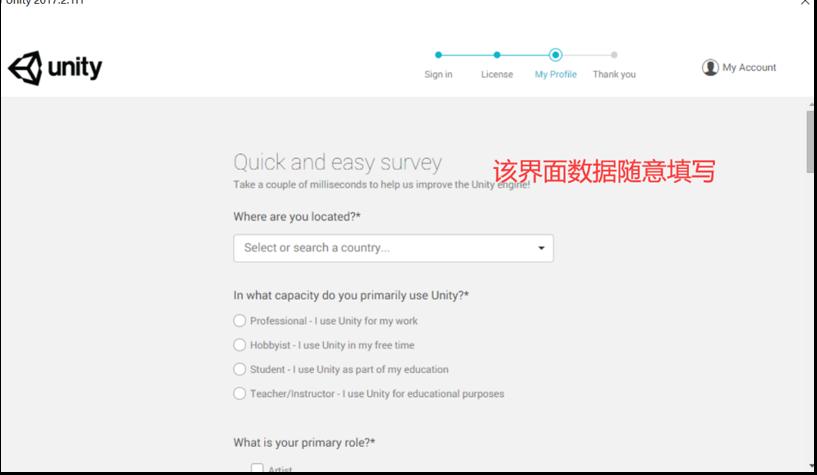 Unity 2017.2.1f1
unity
Sign in
License
My Profile
Thank you
My Account
Quick and easy survey
该界面数据随意填写
Take a couple of milliseconds to help us improve the Unity engine!
Where are you located?*
Select or search a country...
In what capacity do you primarily use Unity?*
Professional - I use Unity for my work
Hobbyist - I use Unity in my free time
Student - I use Unity as part of my education
Teacher/Instructor - I use Unity for educational purposes
What is your primary role?*
Artist